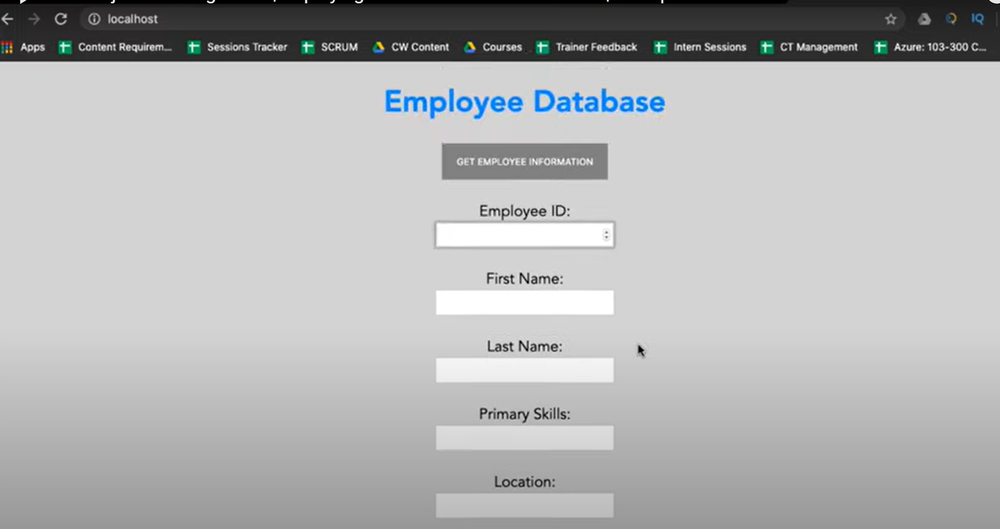 localhost
Apps Content Requirem... Sessions Tracker SCRUM CW Content Courses Trainer Feedback Intern Sessions CT Management Azure: 103-300 C...
Employee Database
GET EMPLOYEE INFORMATION
Employee ID:
First Name:
Last Name:
Primary Skills:
Location: